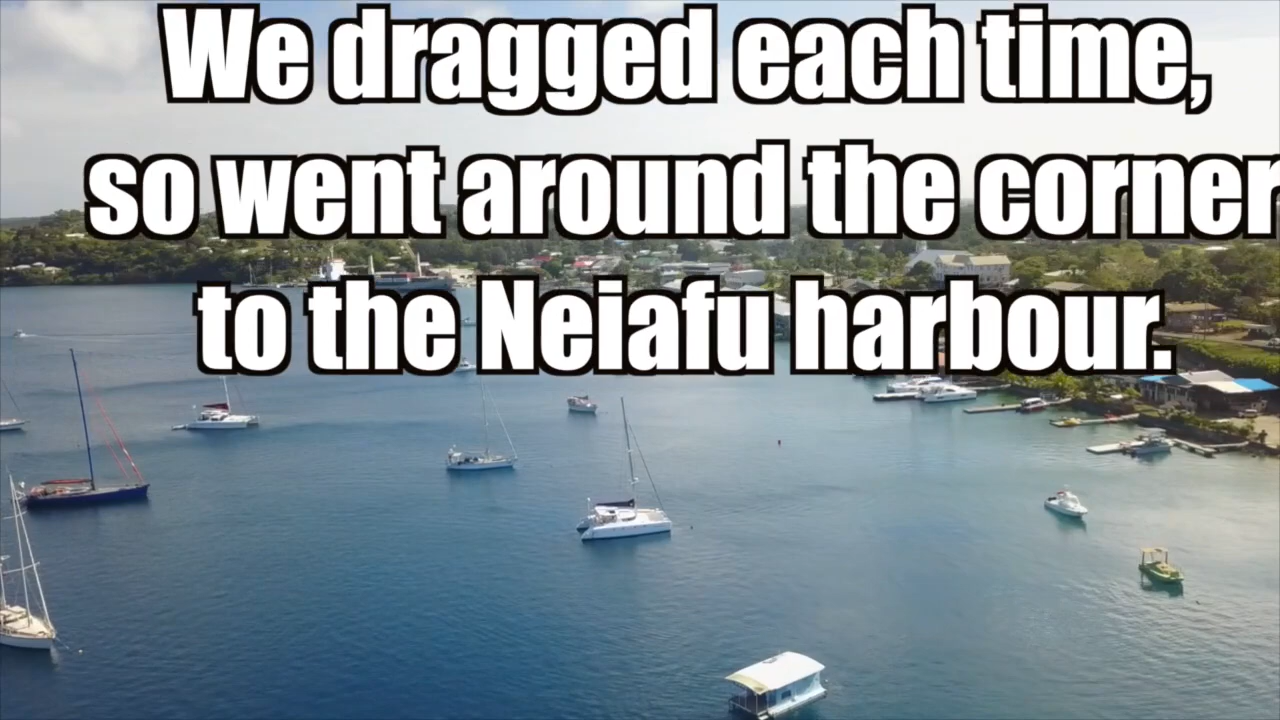 We dragged each time,
so went around the corner
to the Neiafu harbour.